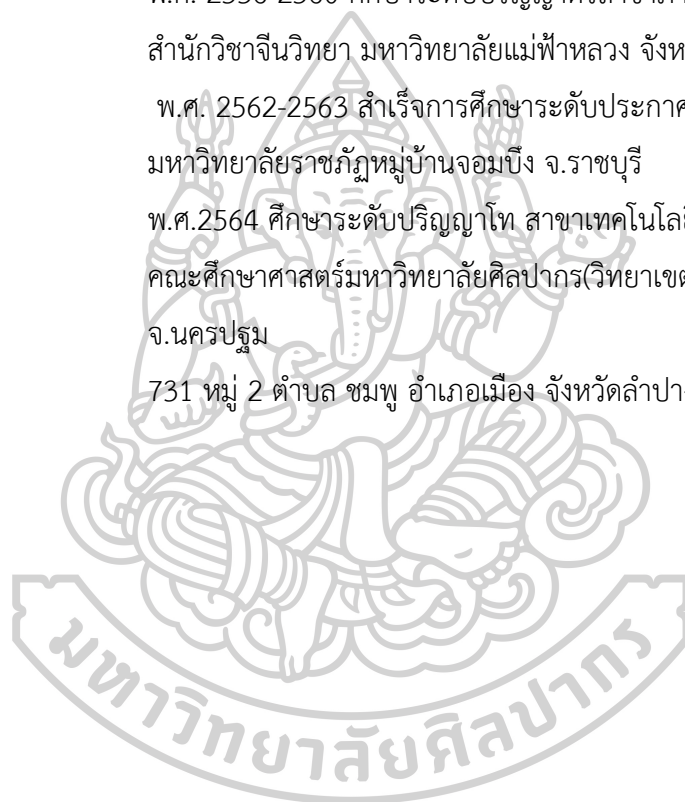 สำนักวิชาจีนวิทยา มหาวิทยาลัยแม่ฟ้าหลวง
พ.ศ. 2562-2563 สำเร็จการศึกษาระดับประกาศ
มหาวิทยาลัยราชภัฏหมู่บ้านจอมบึง จ.ราชบุรี
พ.ศ.2564 ศึกษาระดับปริญญาโท สาขาเทคโนโลยี
คณะศึกษาศาสตร์มหาวิทยาลัยศิลปากร(วิทยาเขต
จ.นครปฐม
731 หมู่ 2 ตำบล ชมพู อำเภอเมือง จังหวัดลำปา
มหาวิทยาลัยศิลปากร